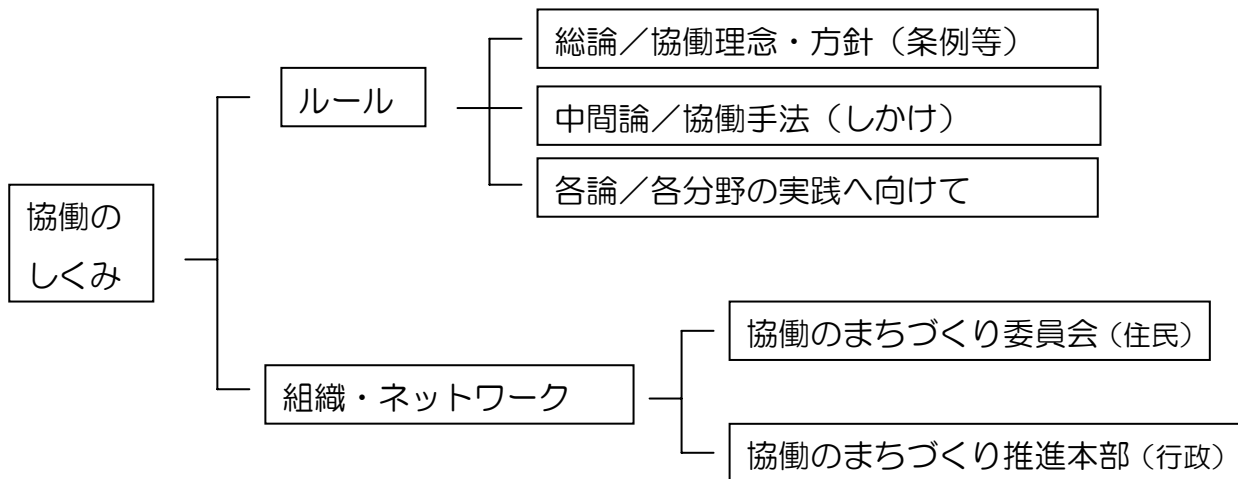 総論／協働理念・方針（条例等）
ルール
中間論／協働手法（しかけ）
各論／各分野の実践へ向けて
協働の
しくみ
協働のまちづくり委員会（住民）
組織・ネットワーク
協働のまちづくり推進本部（行政）